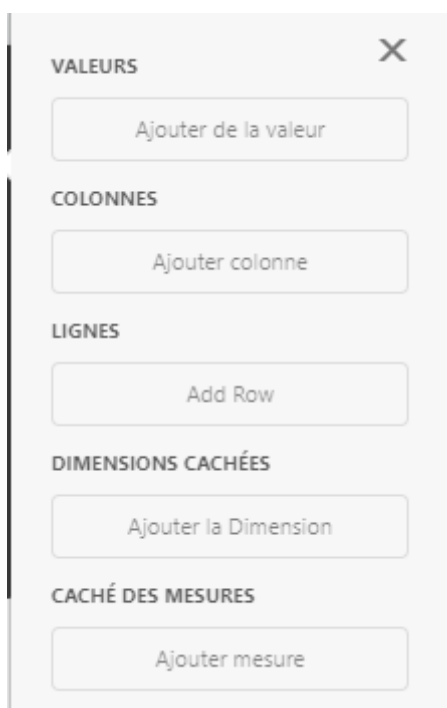 VALEURS
Ajouter de la valeur
COLONNES
Ajouter colonne
LIGNES
Add Row
DIMENSIONS CACHÉES
Ajouter la Dimension
CACHÉ DES MESURES
Ajouter mesure